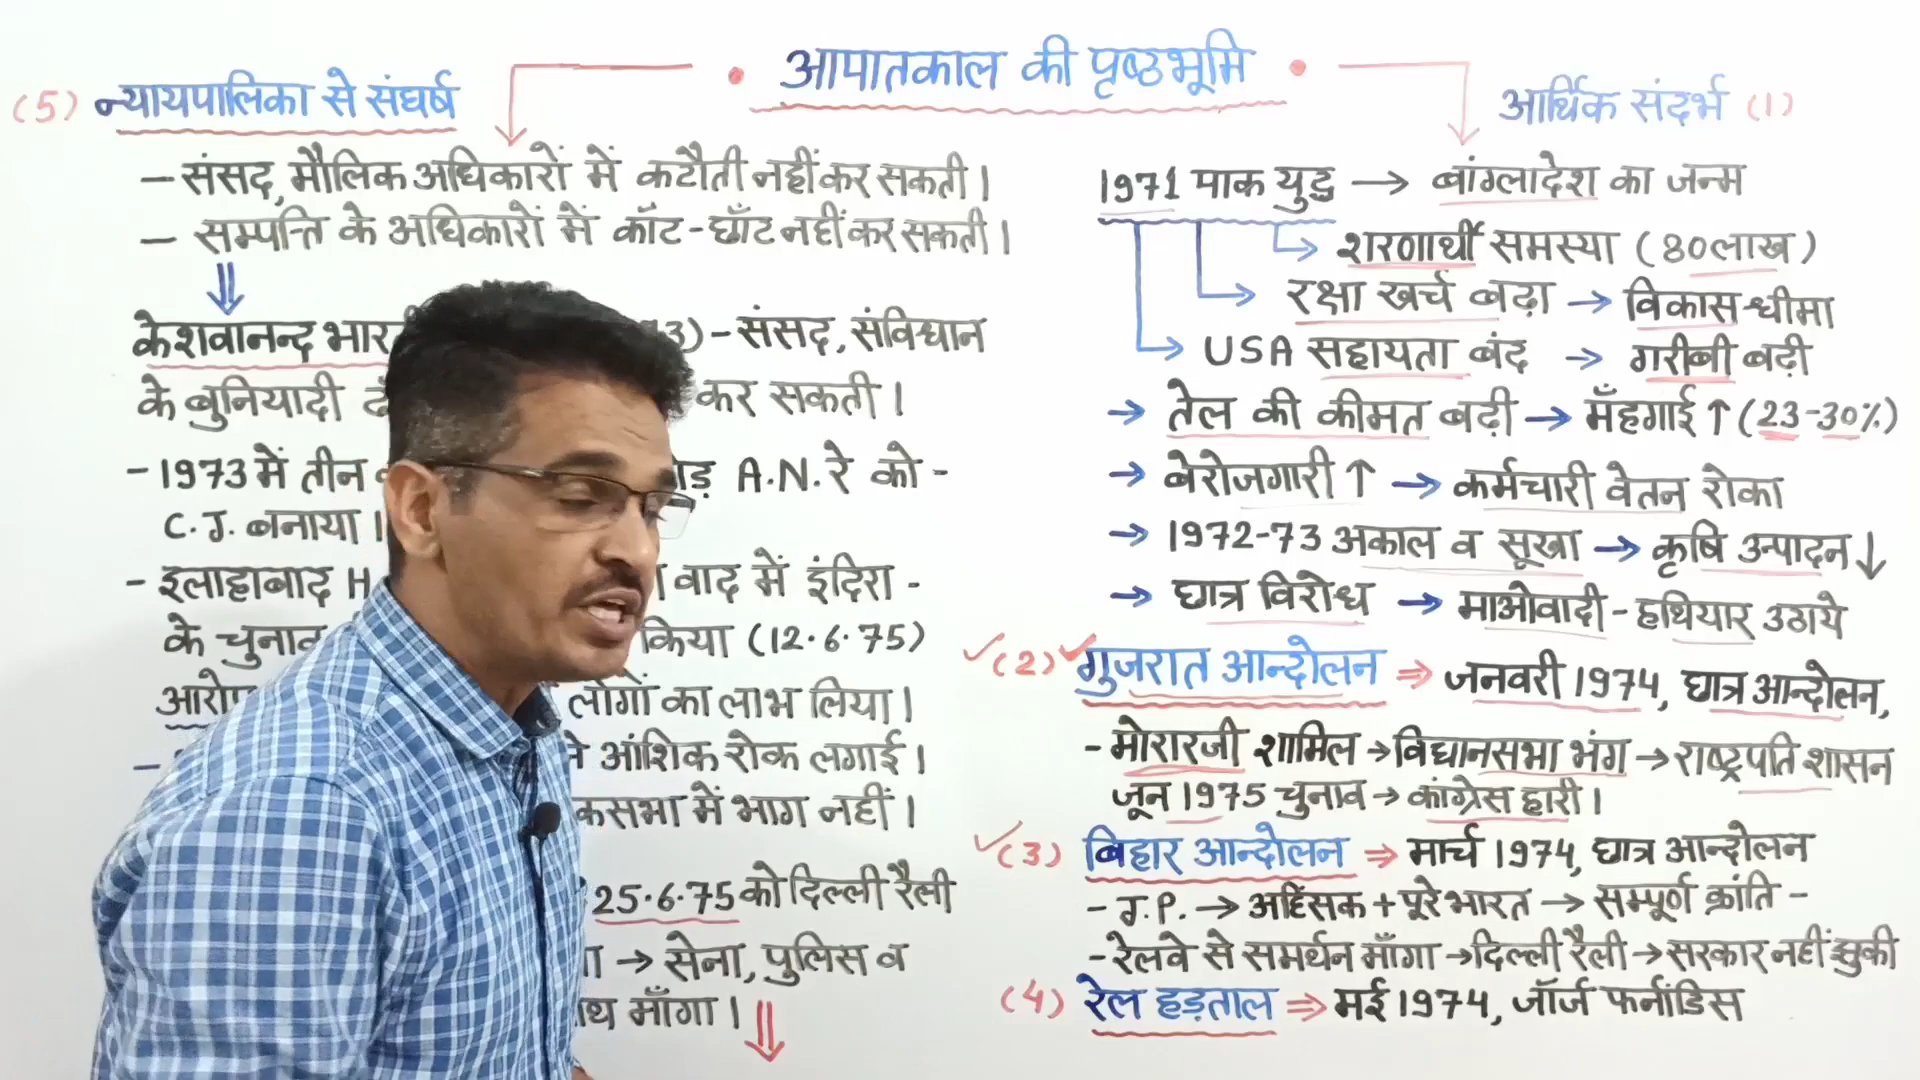 आपातकाल की पृष्ठभूमि
(5) न्यायपालिका से संघर्ष
– संसद, मौलिक अधिकारों में कटौती नहीं कर सकती।
– सम्पत्ति के अधिकारों में काँट-छाँट नहीं कर सकती।
केशवानन्द भार 3) - संसद, संविधान
के बुनियादी कर सकती।
- 1973 में तीन A.N. रे को -
C.J. बनाया।
- इलाहाबाद H वाद में इंदिरा -
के चुनाव किया (12.6.75)
आरोप लोगों का लाभ लिया।
आंशिक रोक लगाई।
कसभा में भाग नहीं।
25.6.75 को दिल्ली रैली
→ सेना, पुलिस व
माँगा।
आर्थिक संदर्भ (1)
1971 पाक युद्ध → बांग्लादेश का जन्म
→ शरणार्थी समस्या (80लाख)
→ रक्षा खर्च बढ़ा → विकास धीमा
→ USA सहायता बंद → गरीबी बढ़ी
→ तेल की कीमत बढ़ी → मँहगाई ↑ (23-30%)
→ बेरोजगारी ↑ → कर्मचारी वेतन रोका
→ 1972-73 अकाल व सूखा → कृषि उत्पादन ↓
→ छात्र विरोध → माओवादी - हथियार उठाये
(2) गुजरात आन्दोलन ⇒ जनवरी 1974, छात्र आन्दोलन,
- मोरारजी शामिल → विधानसभा भंग → राष्ट्रपति शासन
जून 1975 चुनाव → कांग्रेस हारी।
(3) बिहार आन्दोलन ⇒ मार्च 1974, छात्र आन्दोलन
- J.P. → अहिंसक + पूरे भारत → सम्पूर्ण क्रांति -
- रेलवे से समर्थन माँगा → दिल्ली रैली → सरकार नहीं झुकी
(4) रेल हड़ताल ⇒ मई 1974, जॉर्ज फर्नांडिस